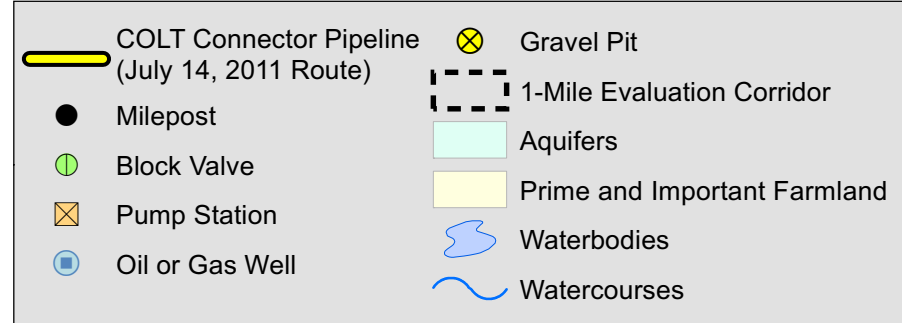 COLT Connector Pipeline
(July 14, 2011 Route)
Milepost
Block Valve
Pump Station
Oil or Gas Well
Gravel Pit
1-Mile Evaluation Corridor
Aquifers
Prime and Important Farmland
Waterbodies
Watercourses